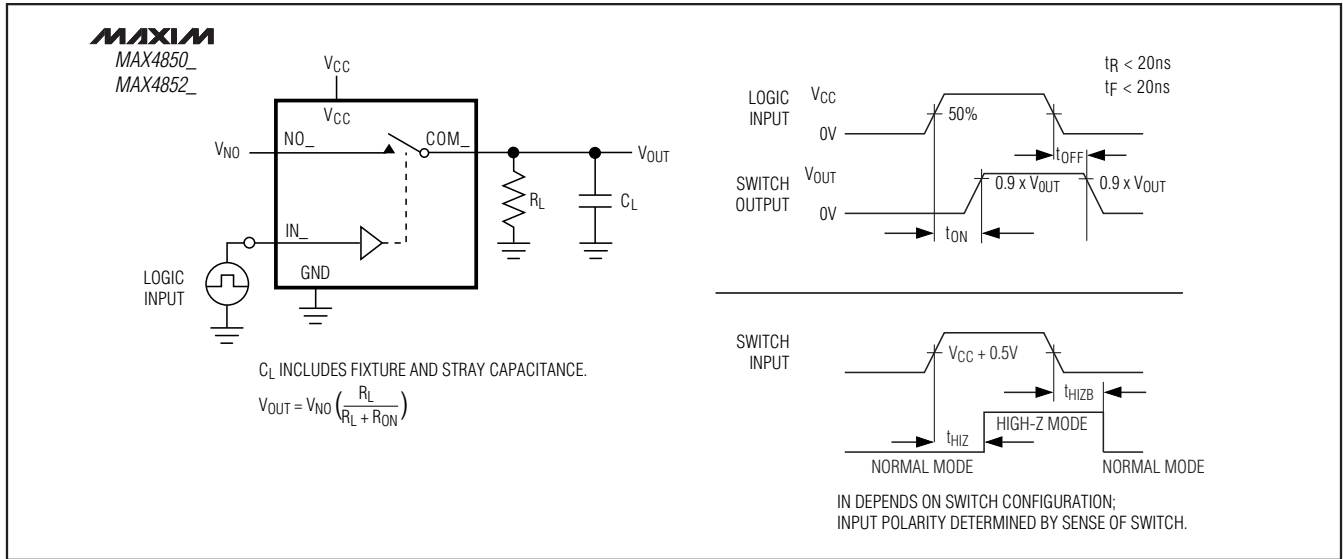 MAXIM
MAX4850_
MAX4852_
VCC
VCC
NO_
COM_
VNO
VOUT
RL
CL
IN_
GND
LOGIC
INPUT
CL INCLUDES FIXTURE AND STRAY CAPACITANCE.
VOUT = VNO ( RL / RL + RON )
tR < 20ns
tF < 20ns
LOGIC
INPUT
VCC
50%
0V
tOFF
SWITCH
OUTPUT
VOUT
0.9 x VOUT
0.9 x VOUT
0V
tON
SWITCH
INPUT
VCC + 0.5V
tHIZB
HIGH-Z MODE
tHIZ
NORMAL MODE
NORMAL MODE
IN DEPENDS ON SWITCH CONFIGURATION;
INPUT POLARITY DETERMINED BY SENSE OF SWITCH.